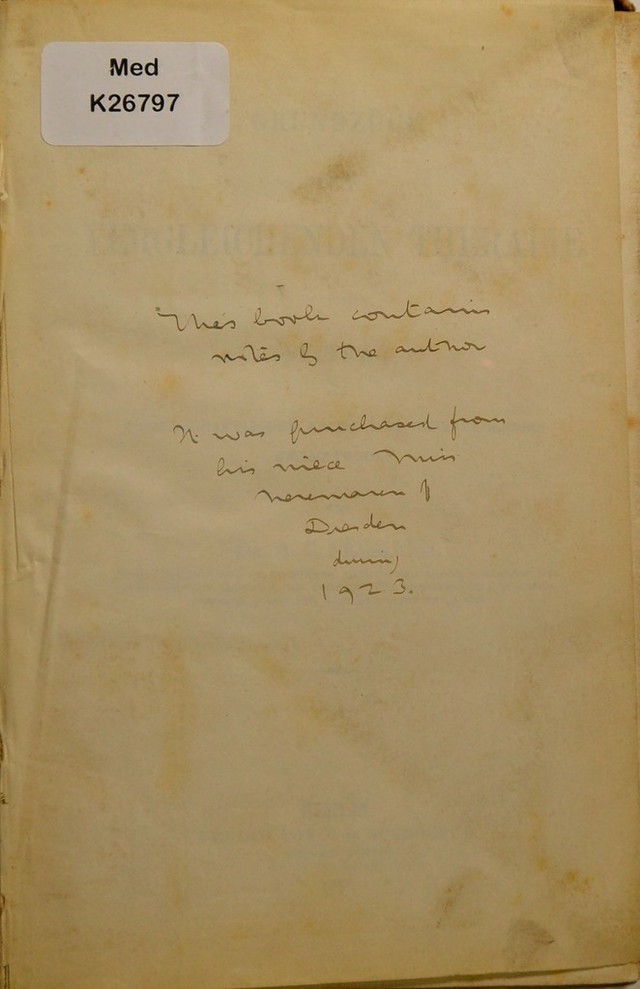 Med
K26797
This book contains
notes by the author
It was purchased from
his niece Miss
of
Dresden
during
1923.